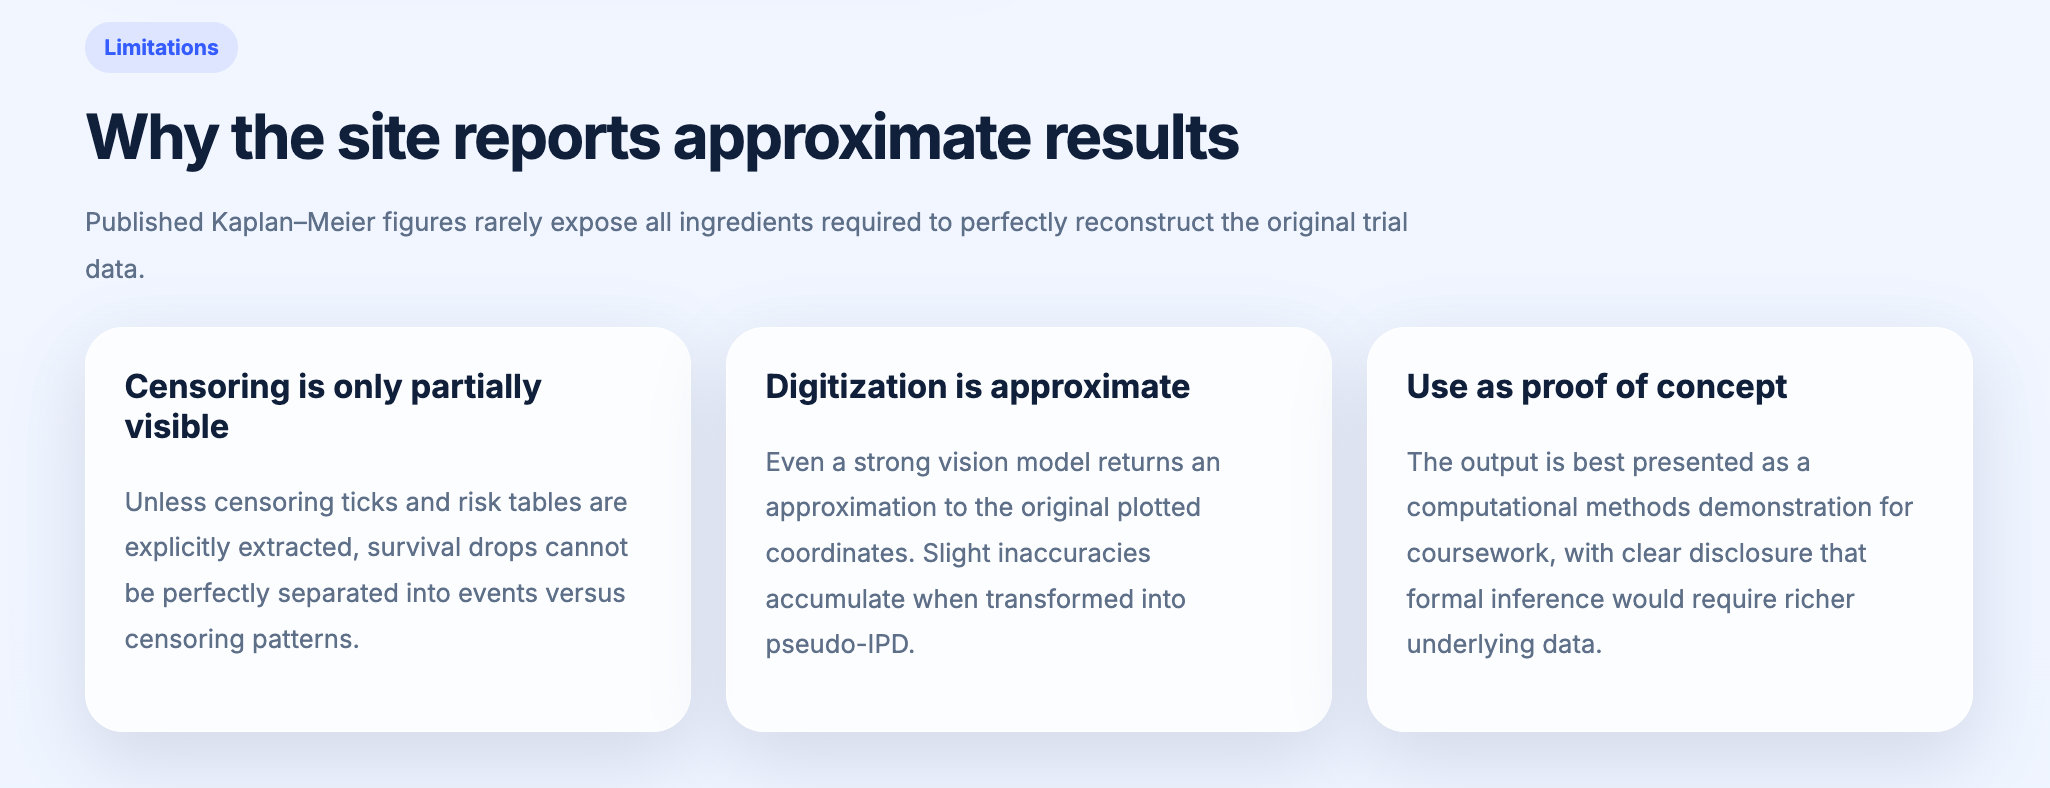 Limitations
Why the site reports approximate results
Published Kaplan–Meier figures rarely expose all ingredients required to perfectly reconstruct the original trial
data.
Censoring is only partially
visible
Unless censoring ticks and risk tables are
explicitly extracted, survival drops cannot
be perfectly separated into events versus
censoring patterns.
Digitization is approximate
Even a strong vision model returns an
approximation to the original plotted
coordinates. Slight inaccuracies
accumulate when transformed into
pseudo-IPD.
Use as proof of concept
The output is best presented as a
computational methods demonstration for
coursework, with clear disclosure that
formal inference would require richer
underlying data.